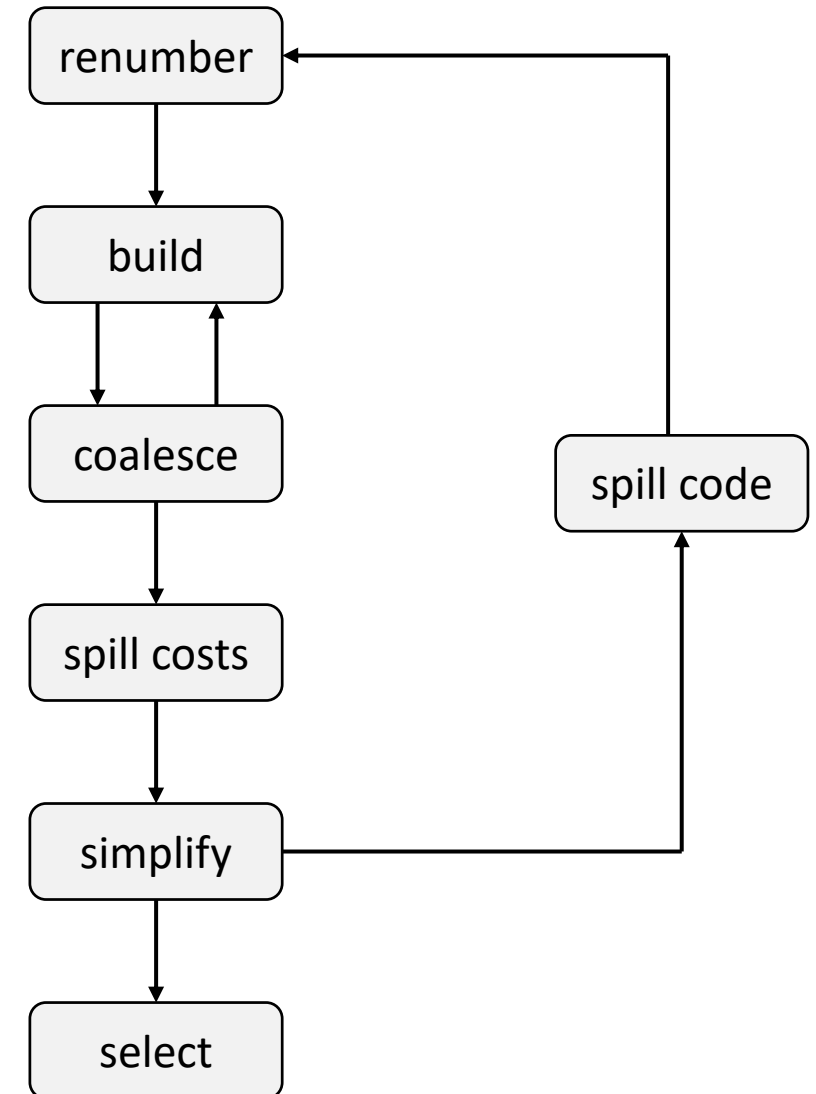 renumber
build
coalesce
spill code
spill costs
simplify
select